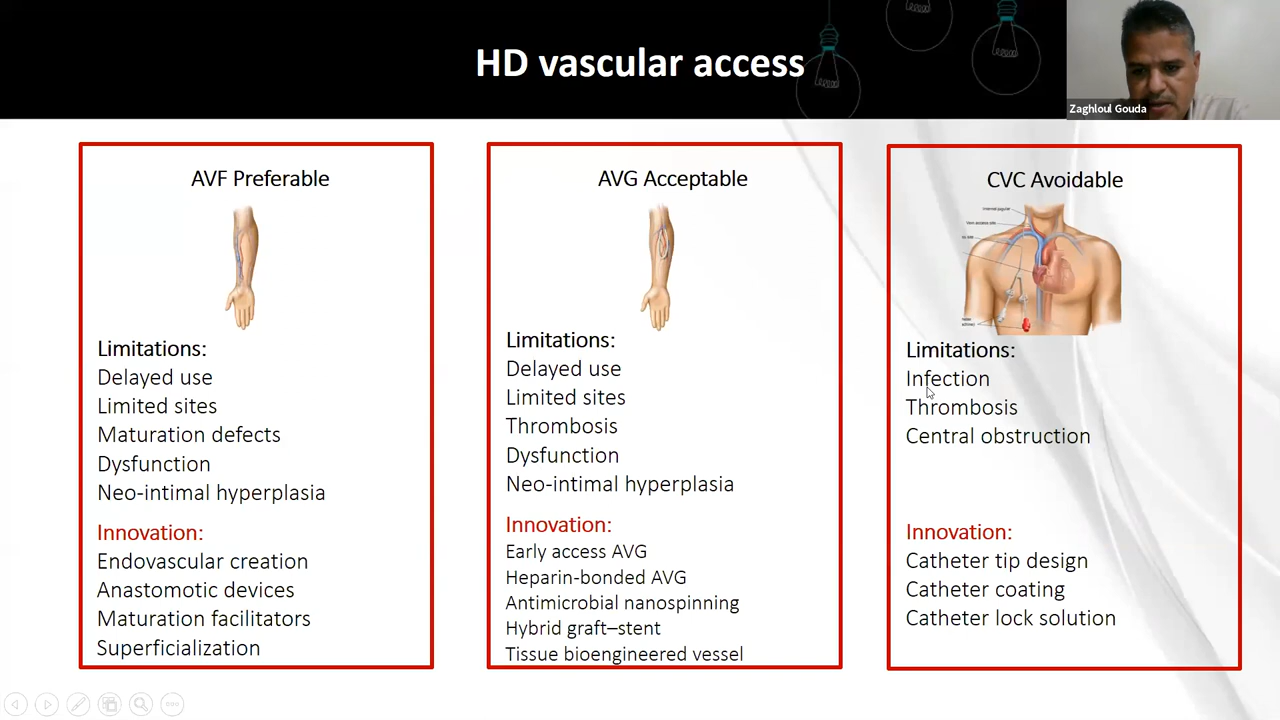 HD vascular access
Zaghloul Gouda
AVF Preferable
Limitations:
Delayed use
Limited sites
Maturation defects
Dysfunction
Neo-intimal hyperplasia
Innovation:
Endovascular creation
Anastomotic devices
Maturation facilitators
Superficialization
AVG Acceptable
Limitations:
Delayed use
Limited sites
Thrombosis
Dysfunction
Neo-intimal hyperplasia
Innovation:
Early access AVG
Heparin-bonded AVG
Antimicrobial nanospinning
Hybrid graft–stent
Tissue bioengineered vessel
CVC Avoidable
Internal jugular
Limitations:
Infection
Thrombosis
Central obstruction
Innovation:
Catheter tip design
Catheter coating
Catheter lock solution